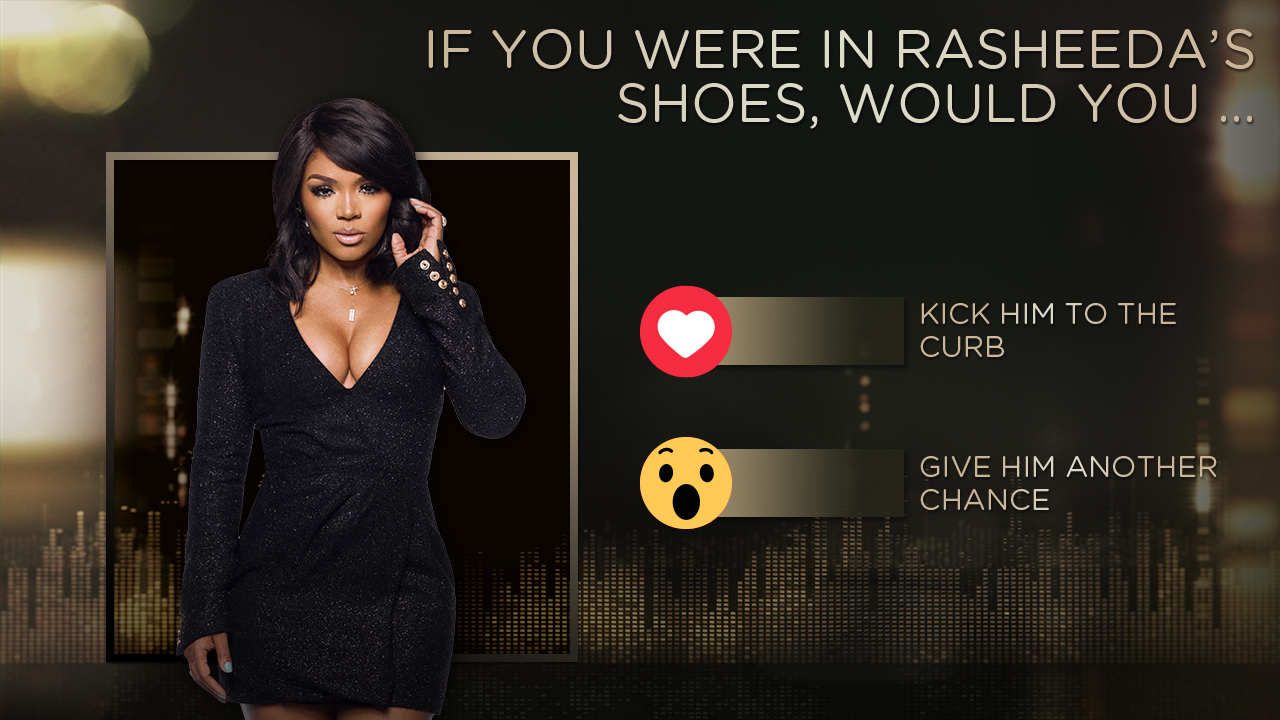 IF YOU WERE IN RASHEEDA’S
SHOES, WOULD YOU ...
KICK HIM TO THE
CURB
GIVE HIM ANOTHER
CHANCE